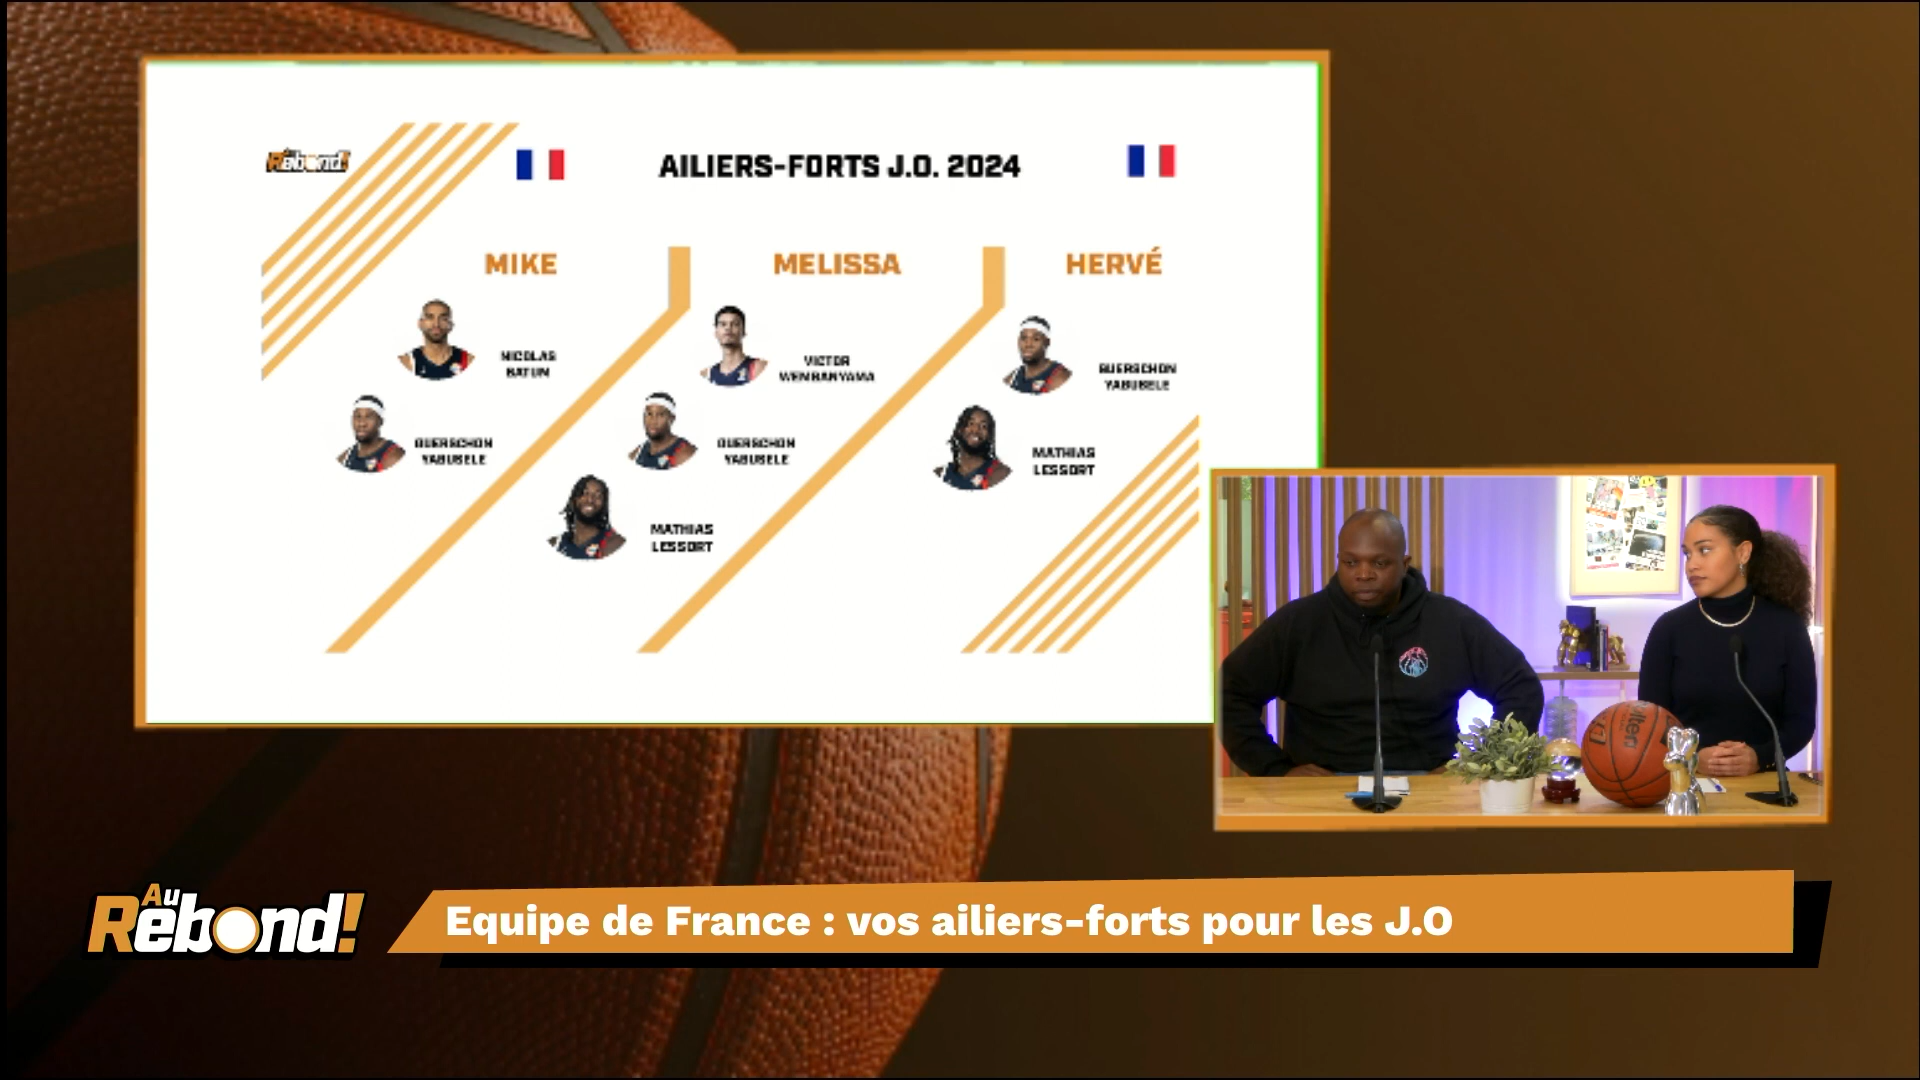 Rebond!
AILIERS-FORTS J.O. 2024
MIKE
MELISSA
HERVÉ
NICOLAS
BATUM
GUERSCHON
YABUSELE
VICTOR
WEMBANYAMA
GUERSCHON
YABUSELE
MATHIAS
LESSORT
GUERSCHON
YABUSELE
MATHIAS
LESSORT
Au
Rebond!
Equipe de France : vos ailiers-forts pour les J.O